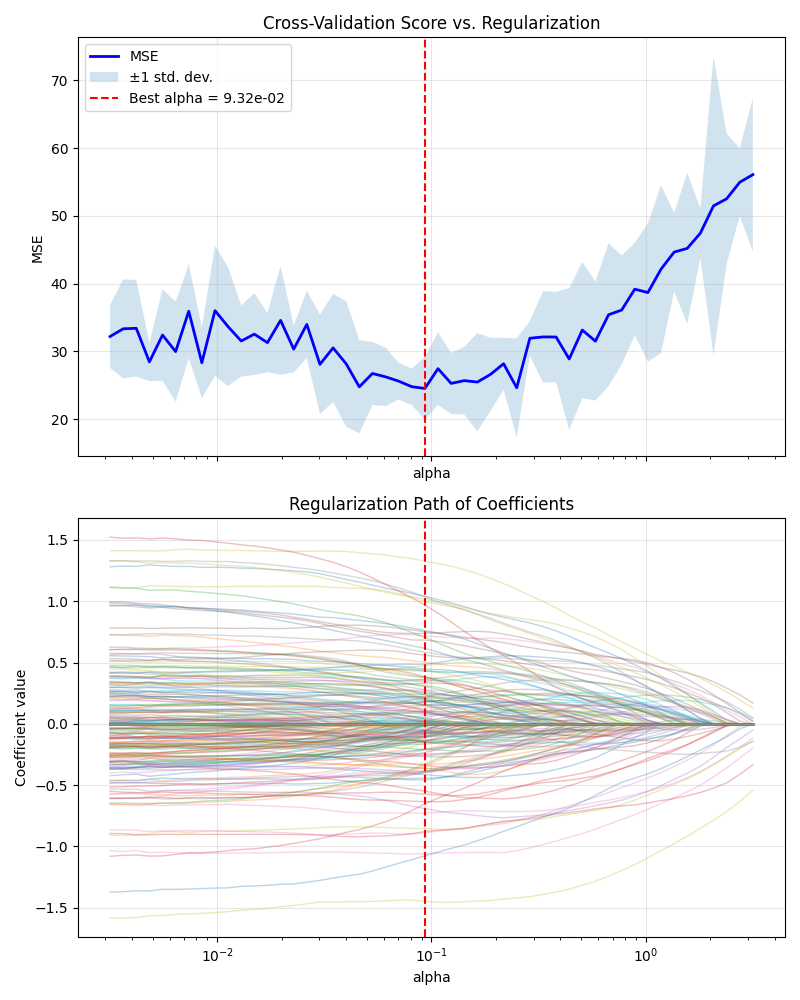 Cross-Validation Score vs. Regularization
MSE
±1 std. dev.
Best alpha = 9.32e-02
MSE
70
60
50
40
30
20
alpha
Regularization Path of Coefficients
Coefficient value
1.5
1.0
0.5
0.0
−0.5
−1.0
−1.5
10⁻² 10⁻¹ 10⁰
alpha